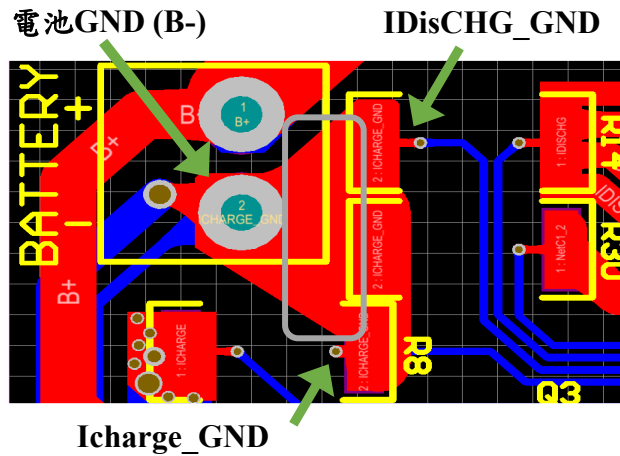 電池GND (B-)
IDisCHG_GND
BATTERY
+
-
1
B+
B+
B+
B+
2
ICHARGE_GND
2 : ICHARGE_GND
2 : ICHARGE_GND
2 : ICHARGE_GND
1 : ICHARGE
1 : IDISCHG
R14
1 : NetC1_2
R30
R8
Q3
Icharge_GND